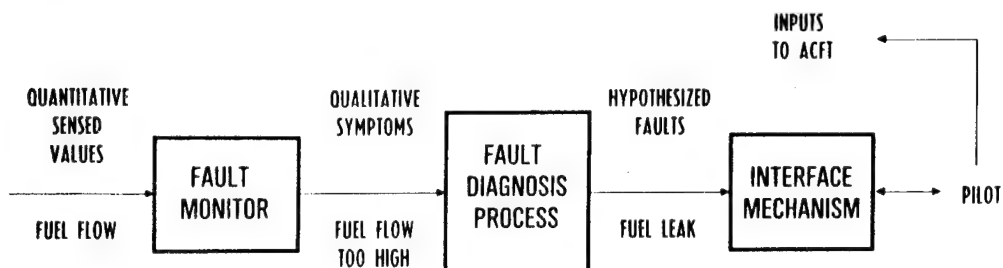 INPUTS
TO ACFT
QUANTITATIVE
SENSED
VALUES
QUALITATIVE
SYMPTOMS
HYPOTHESIZED
FAULTS
FAULT
MONITOR
FAULT
DIAGNOSIS
PROCESS
INTERFACE
MECHANISM
PILOT
FUEL FLOW
FUEL FLOW
TOO HIGH
FUEL LEAK